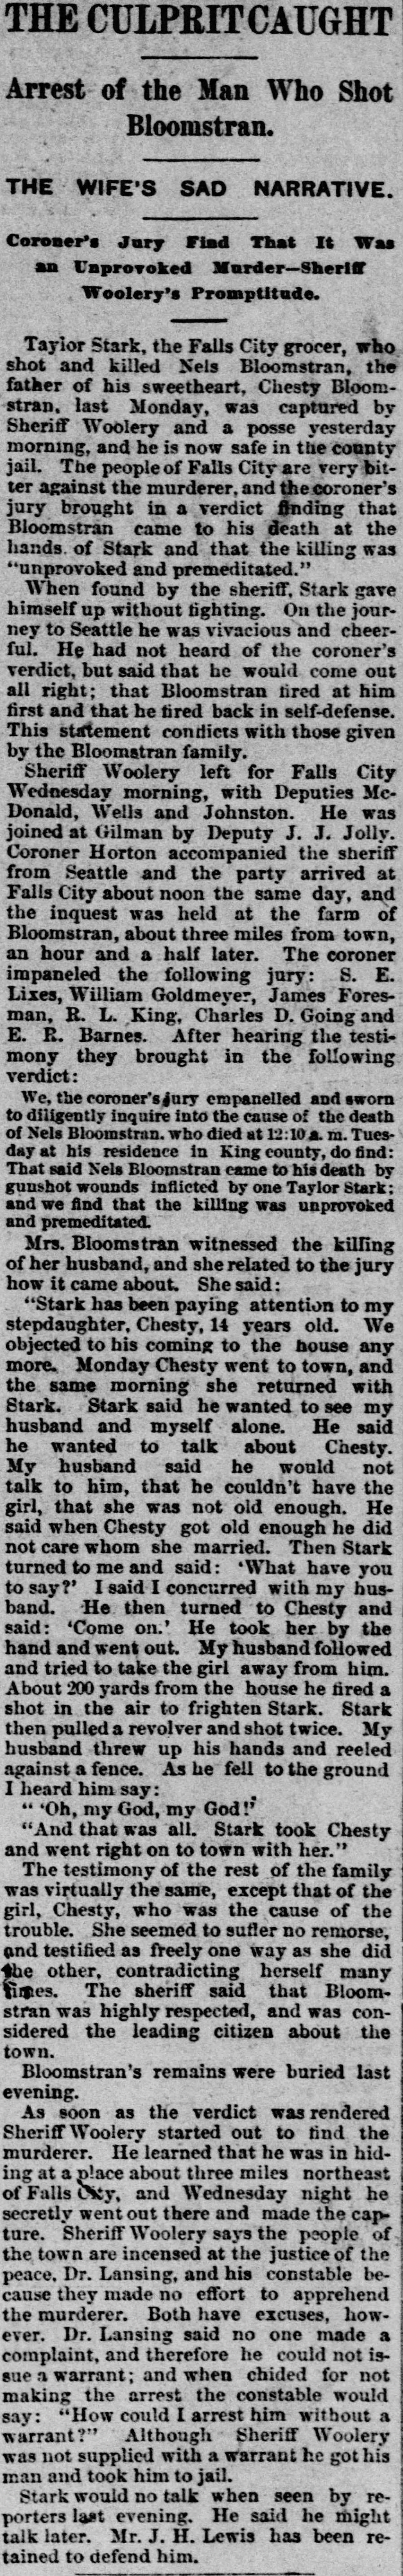 THE CULPRIT CAUGHT
Arrest of the Man Who Shot
Bloomstran.
THE WIFE'S SAD NARRATIVE.
Coroner's Jury Find That It Was
an Unprovoked Murder—Sheriff
Woolery's Promptitude.
Taylor Stark, the Falls City grocer, who
shot and killed Nels Bloomstran, the
father of his sweetheart, Chesty Bloom-
stran, last Monday, was captured by
Sheriff Woolery and a posse yesterday
morning, and he is now safe in the county
jail. The people of Falls City are very bit-
ter against the murderer, and the coroner's
jury brought in a verdict finding that
Bloomstran came to his death at the
hands of Stark and that the killing was
"unprovoked and premeditated."
When found by the sheriff, Stark gave
himself up without fighting. On the jour-
ney to Seattle he was vivacious and cheer-
ful. He had not heard of the coroner's
verdict, but said that he would come out
all right; that Bloomstran fired at him
first and that he fired back in self-defense.
This statement conflicts with those given
by the Bloomstran family.
Sheriff Woolery left for Falls City
Wednesday morning, with Deputies Mc-
Donald, Wells and Johnston. He was
joined at Gilman by Deputy J. J. Jolly.
Coroner Horton accompanied the sheriff
from Seattle and the party arrived at
Falls City about noon the same day, and
the inquest was held at the farm of
Bloomstran, about three miles from town,
an hour and a half later. The coroner
impaneled the following jury: S. E.
Lixes, William Goldmeyer, James Fores-
man, R. L. King, Charles D. Going and
E. R. Barnes. After hearing the testi-
mony they brought in the following
verdict:
We, the coroner's jury empanelled and sworn
to diligently inquire into the cause of the death
of Nels Bloomstran, who died at 12:10 a. m. Tues-
day at his residence in King county, do find:
That said Nels Bloomstran came to his death by
gunshot wounds inflicted by one Taylor Stark;
and we find that the killing was unprovoked
and premeditated.
Mrs. Bloomstran witnessed the killing
of her husband, and she related to the jury
how it came about. She said:
"Stark has been paying attention to my
stepdaughter, Chesty, 14 years old. We
objected to his coming to the house any
more. Monday Chesty went to town, and
the same morning she returned with
Stark. Stark said he wanted to see my
husband and myself alone. He said
he wanted to talk about Chesty.
My husband said he would not
talk to him, that he couldn't have the
girl, that she was not old enough. He
said when Chesty got old enough he did
not care whom she married. Then Stark
turned to me and said: 'What have you
to say?' I said I concurred with my hus-
band. He then turned to Chesty and
said: 'Come on.' He took her by the
hand and went out. My husband followed
and tried to take the girl away from him.
About 200 yards from the house he fired a
shot in the air to frighten Stark. Stark
then pulled a revolver and shot twice. My
husband threw up his hands and reeled
against a fence. As he fell to the ground
I heard him say:
" 'Oh, my God, my God!'
"And that was all. Stark took Chesty
and went right on to town with her."
The testimony of the rest of the family
was virtually the same, except that of the
girl, Chesty, who was the cause of the
trouble. She seemed to suffer no remorse,
and testified as freely one way as she did
the other, contradicting herself many
times. The sheriff said that Bloom-
stran was highly respected, and was con-
sidered the leading citizen about the
town.
Bloomstran's remains were buried last
evening.
As soon as the verdict was rendered
Sheriff Woolery started out to find the
murderer. He learned that he was in hid-
ing at a place about three miles northeast
of Falls City, and Wednesday night he
secretly went out there and made the cap-
ture. Sheriff Woolery says the people of
the town are incensed at the justice of the
peace, Dr. Lansing, and his constable be-
cause they made no effort to apprehend
the murderer. Both have excuses, how-
ever. Dr. Lansing said no one made a
complaint, and therefore he could not is-
sue a warrant; and when chided for not
making the arrest the constable would
say: "How could I arrest him without a
warrant?" Although Sheriff Woolery
was not supplied with a warrant he got his
man and took him to jail.
Stark would no talk when seen by re-
porters last evening. He said he might
talk later. Mr. J. H. Lewis has been re-
tained to defend him.